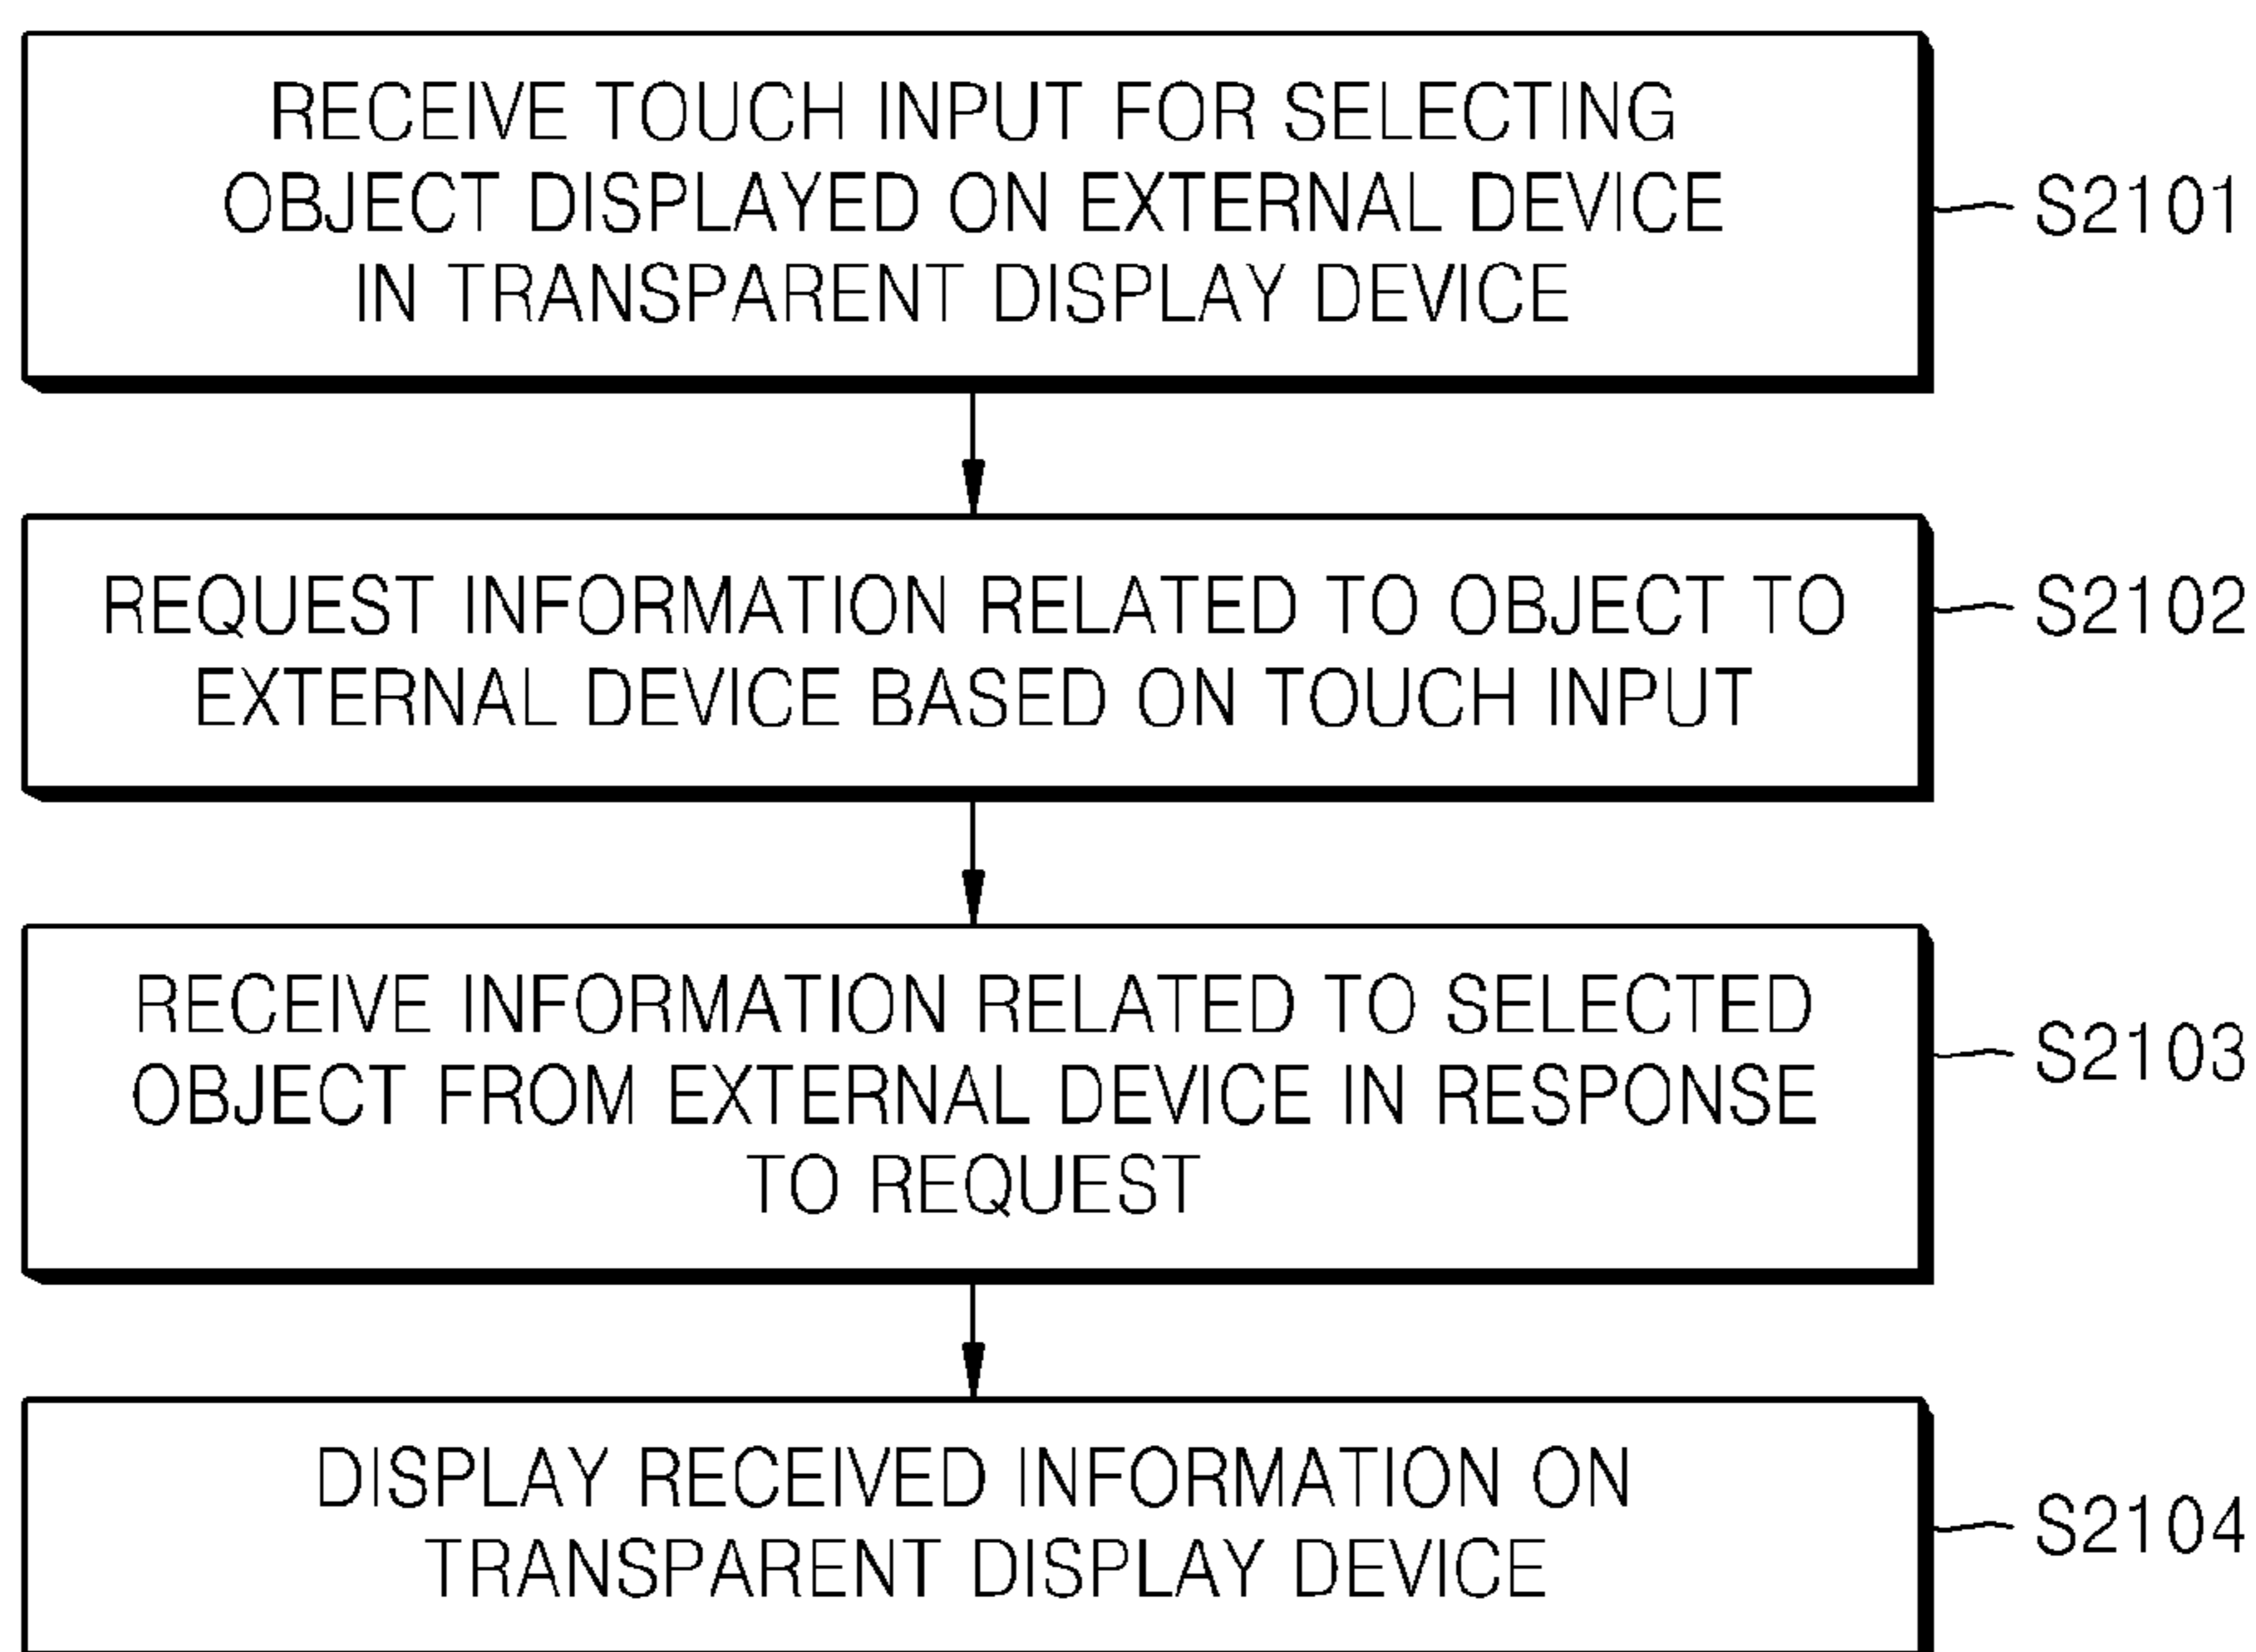 RECEIVE TOUCH INPUT FOR SELECTING
OBJECT DISPLAYED ON EXTERNAL DEVICE
IN TRANSPARENT DISPLAY DEVICE
S2101
REQUEST INFORMATION RELATED TO OBJECT TO
EXTERNAL DEVICE BASED ON TOUCH INPUT
S2102
RECEIVE INFORMATION RELATED TO SELECTED
OBJECT FROM EXTERNAL DEVICE IN RESPONSE
TO REQUEST
S2103
DISPLAY RECEIVED INFORMATION ON
TRANSPARENT DISPLAY DEVICE
S2104